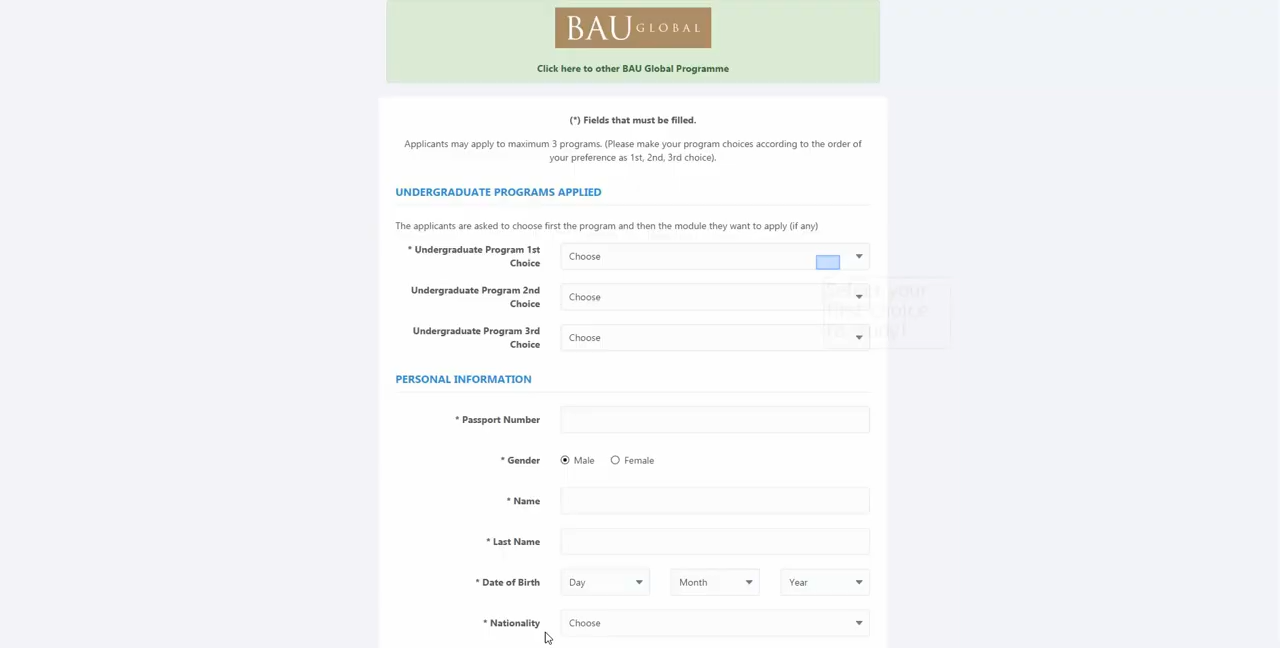 BAU GLOBAL
Click here to other BAU Global Programme
(*) Fields that must be filled.
Applicants may apply to maximum 3 programs. (Please make your program choices according to the order of
your preference as 1st, 2nd, 3rd choice).
UNDERGRADUATE PROGRAMS APPLIED
The applicants are asked to choose first the program and then the module they want to apply (if any)
* Undergraduate Program 1st
Choice
Choose
Undergraduate Program 2nd
Choice
Choose
Undergraduate Program 3rd
Choice
Choose
PERSONAL INFORMATION
* Passport Number
* Gender
Male
Female
* Name
* Last Name
* Date of Birth
Day
Month
Year
* Nationality
Choose